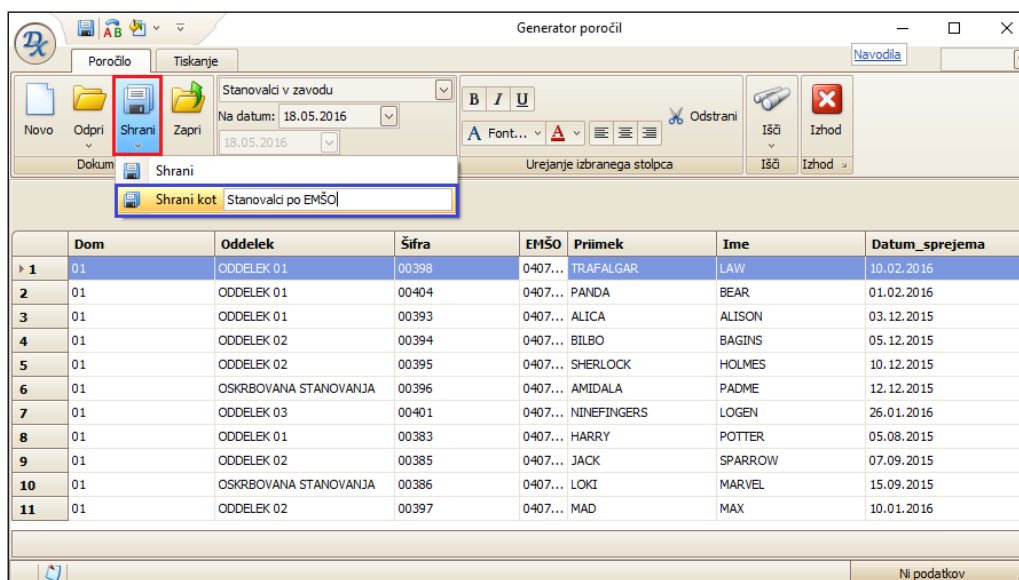 Generator poročil
Poročilo Tiskanje Navodila
Novo Odpri Shrani Zapri
Stanovalci v zavodu
Na datum: 18.05.2016
18.05.2016
B I U
A Font... A
Odstrani
Išči Izhod
Dokum Urejanje izbranega stolpca Išči Izhod
Shrani
Shrani kot Stanovalci po EMŠO
Dom Oddelek Šifra EMŠO Priimek Ime Datum_sprejema
1 01 ODDELEK 01 00398 0407... TRAFALGAR LAW 10.02.2016
2 01 ODDELEK 01 00404 0407... PANDA BEAR 01.02.2016
3 01 ODDELEK 01 00393 0407... ALICA ALISON 03.12.2015
4 01 ODDELEK 02 00394 0407... BILBO BAGINS 05.12.2015
5 01 ODDELEK 02 00395 0407... SHERLOCK HOLMES 10.12.2015
6 01 OSKRBOVANA STANOVANJA 00396 0407... AMIDALA PADME 12.12.2015
7 01 ODDELEK 03 00401 0407... NINEFINGERS LOGEN 26.01.2016
8 01 ODDELEK 01 00383 0407... HARRY POTTER 05.08.2015
9 01 ODDELEK 02 00385 0407... JACK SPARROW 07.09.2015
10 01 OSKRBOVANA STANOVANJA 00386 0407... LOKI MARVEL 15.09.2015
11 01 ODDELEK 02 00397 0407... MAD MAX 10.01.2016
Ni podatkov